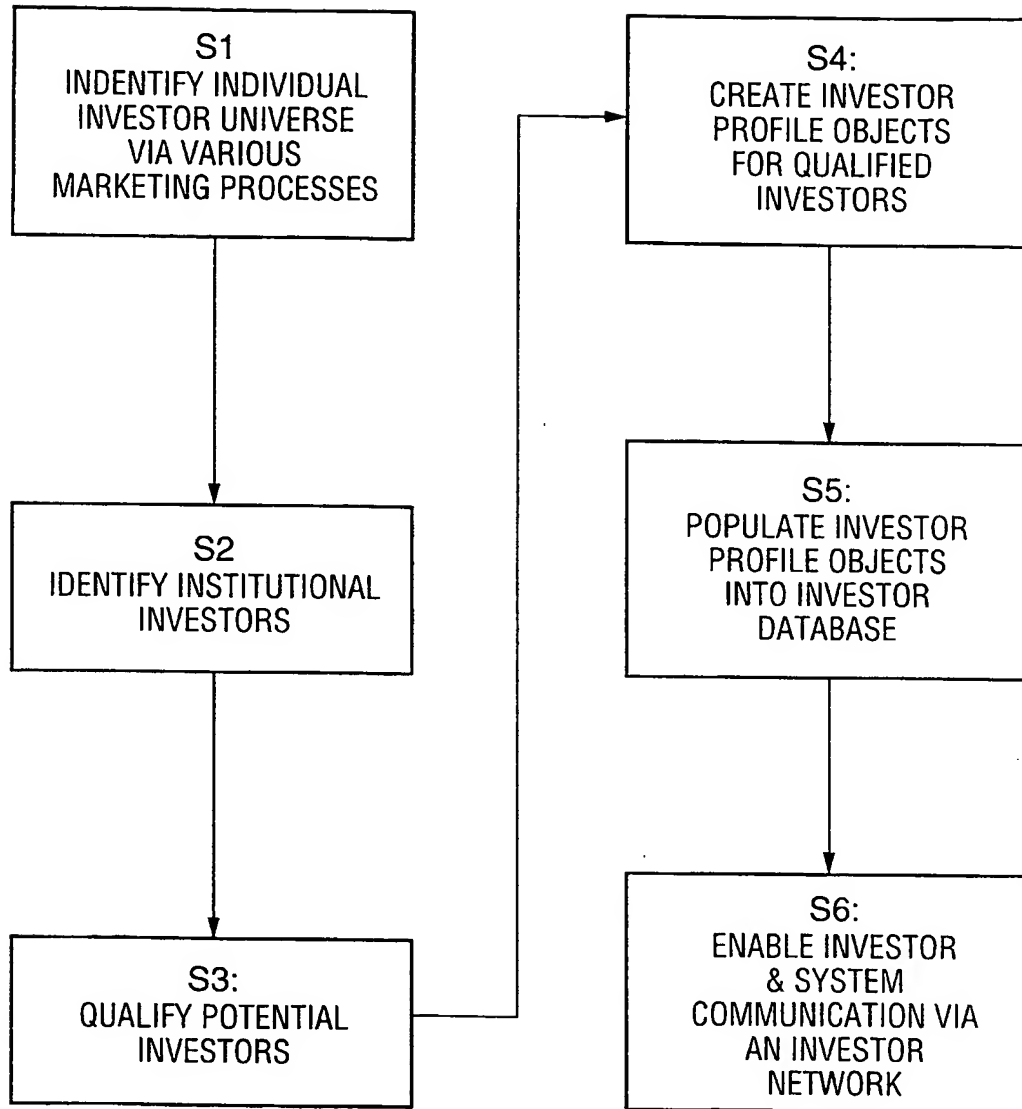 S1
INDENTIFY INDIVIDUAL
INVESTOR UNIVERSE
VIA VARIOUS
MARKETING PROCESSES
S2
IDENTIFY INSTITUTIONAL
INVESTORS
S3:
QUALIFY POTENTIAL
INVESTORS
S4:
CREATE INVESTOR
PROFILE OBJECTS
FOR QUALIFIED
INVESTORS
S5:
POPULATE INVESTOR
PROFILE OBJECTS
INTO INVESTOR
DATABASE
S6:
ENABLE INVESTOR
& SYSTEM
COMMUNICATION VIA
AN INVESTOR
NETWORK